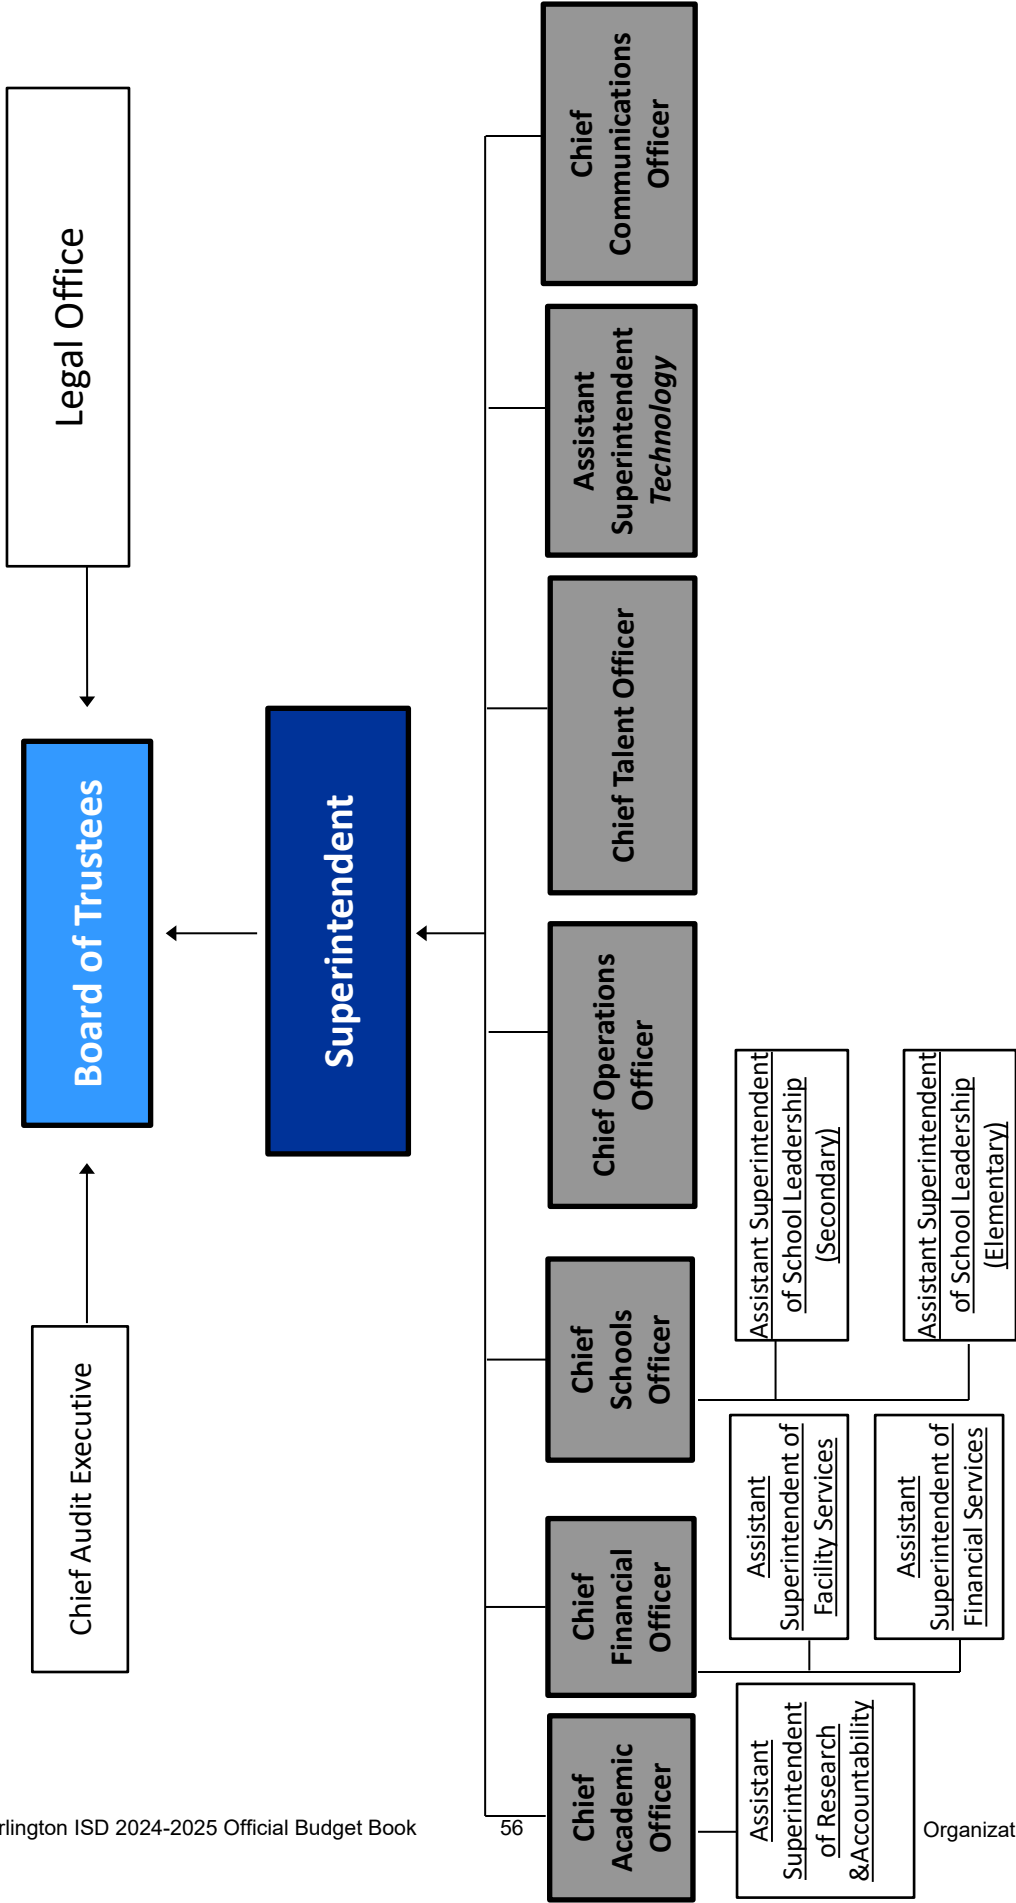 Chief Audit Executive
Board of Trustees
Legal Office
Superintendent
Chief
Academic
Officer
Chief
Financial
Officer
Chief
Schools
Officer
Chief Operations
Officer
Chief Talent Officer
Assistant
Superintendent
Technology
Chief
Communications
Officer
Assistant
Superintendent
of Research
&Accountability
Assistant
Superintendent of
Facility Services
Assistant
Superintendent of
Financial Services
Assistant Superintendent
of School Leadership
(Secondary)
Assistant Superintendent
of School Leadership
(Elementary)
rlington ISD 2024-2025 Official Budget Book
56
Organizat